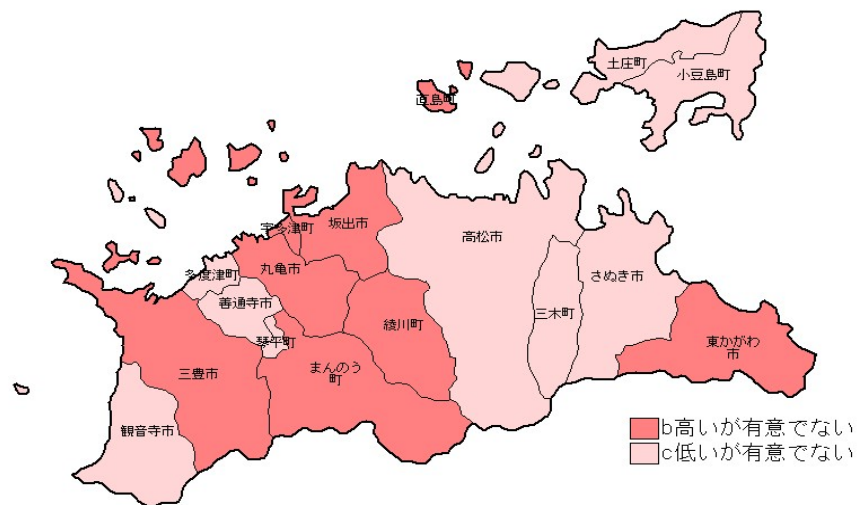 土庄町
小豆島町
直島町
宇多津町
坂出市
高松市
丸亀市
多度津町
さぬき市
善通寺市
綾川町
三木町
琴平町
東かがわ
市
三豊市
まんのう
町
観音寺市
b高いが有意でない
c低いが有意でない